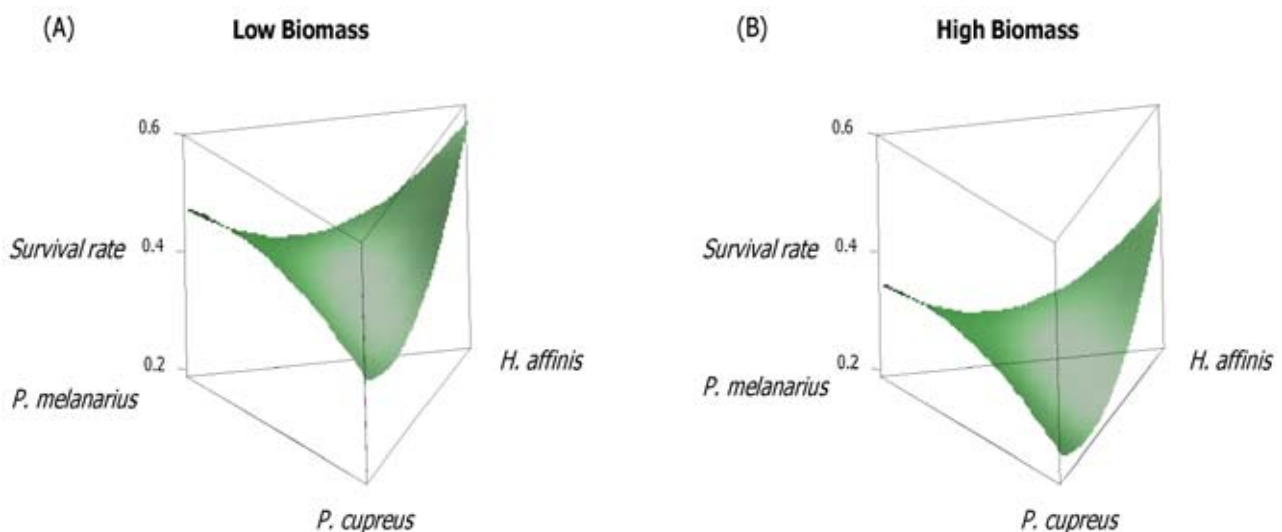 (A) Low Biomass
0.6
Survival rate 0.4
0.2
P. melanarius
H. affinis
P. cupreus
(B) High Biomass
0.6
Survival rate 0.4
0.2
P. melanarius
H. affinis
P. cupreus